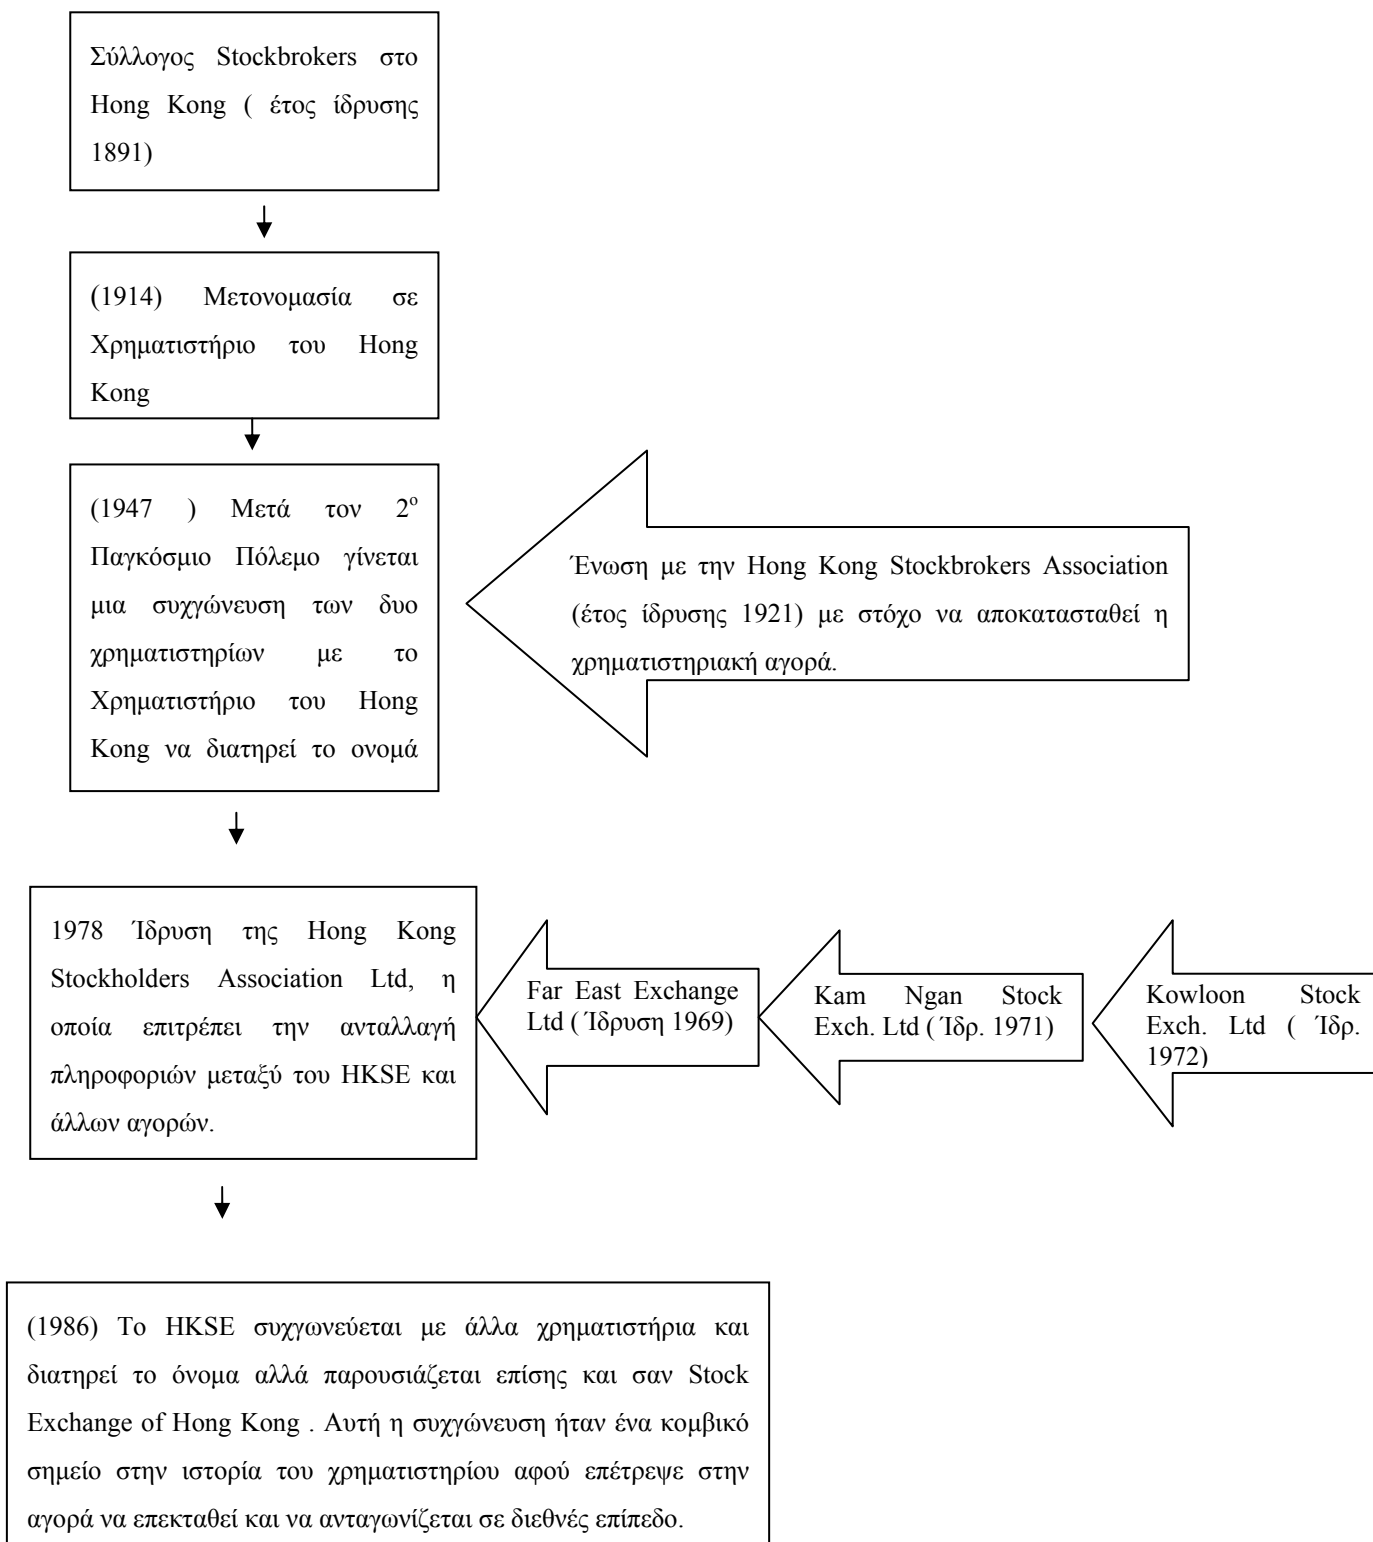 Σύλλογος Stockbrokers στο
Hong Kong ( έτος ίδρυσης
1891)
(1914) Μετονομασία σε
Χρηματιστήριο του Hong
Kong
(1947 ) Μετά τον 2ο
Παγκόσμιο Πόλεμο γίνεται
μια συχγώνευση των δυο
χρηματιστηρίων με το
Χρηματιστήριο του Hong
Kong να διατηρεί το ονομά
Ένωση με την Hong Kong Stockbrokers Association
(έτος ίδρυσης 1921) με στόχο να αποκατασταθεί η
χρηματιστηριακή αγορά.
1978 Ίδρυση της Hong Kong
Stockholders Association Ltd, η
οποία επιτρέπει την ανταλλαγή
πληροφοριών μεταξύ του HKSE και
άλλων αγορών.
Far East Exchange
Ltd ( Ίδρυση 1969)
Kam Ngan Stock
Exch. Ltd ( Ίδρ. 1971)
Kowloon Stock
Exch. Ltd ( Ίδρ.
1972)
(1986) Το HKSE συχγωνεύεται με άλλα χρηματιστήρια και
διατηρεί το όνομα αλλά παρουσιάζεται επίσης και σαν Stock
Exchange of Hong Kong . Αυτή η συχγώνευση ήταν ένα κομβικό
σημείο στην ιστορία του χρηματιστηρίου αφού επέτρεψε στην
αγορά να επεκταθεί και να ανταγωνίζεται σε διεθνές επίπεδο.